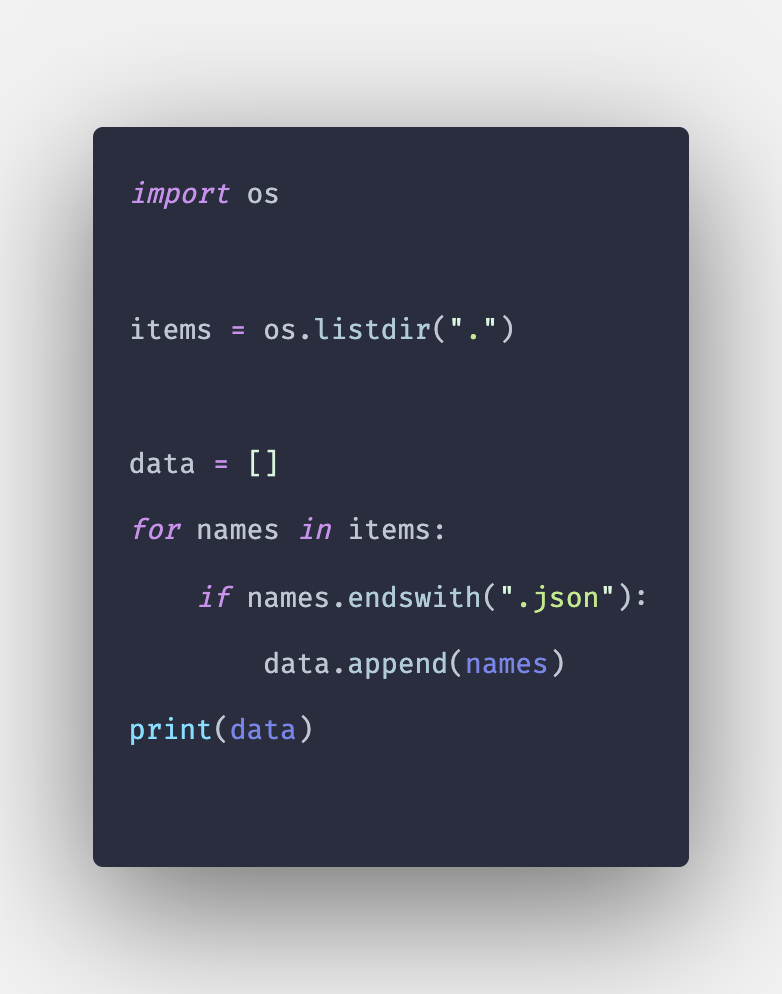 import os
items = os.listdir(".")
data = []
for names in items:
    if names.endswith(".json"):
        data.append(names)
print(data)